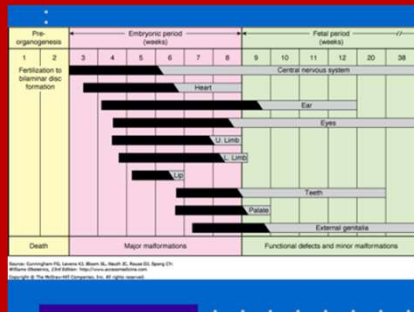 Pre-
organogenesis
Embryonic period
(weeks)
Fetal period
(weeks)
1 2 3 4 5 6 7 8 9 10 11 12 20 38
Fertilization to
bilaminar disc
formation
Central nervous system
Heart
Ear
Eyes
U. Limb
L. Limb
Lip
Teeth
Palate
External genitalia
Death
Major malformations
Functional defects and minor malformations
Source: Cunningham FG, Leveno KJ, Bloom SL, Hauth JC, Rouse DJ, Spong CY:
Williams Obstetrics, 23rd Edition: http://www.accessmedicine.com
Copyright © The McGraw-Hill Companies, Inc. All rights reserved.